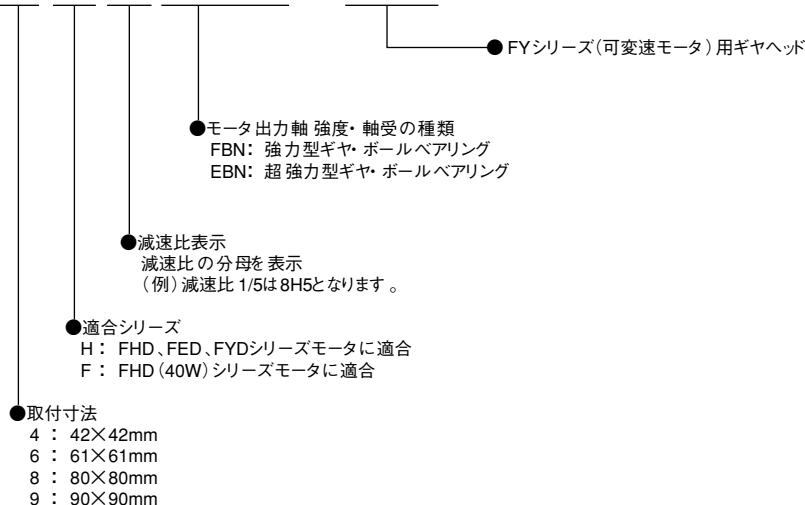 ●FYシリーズ（可変速モータ）用ギヤヘッド
●モータ出力軸 強度・軸受の種類
FBN：強力型ギヤ・ボールベアリング
EBN：超強力型ギヤ・ボールベアリング
●減速比表示
減速比の分母を表示
（例）減速比1/5は8H5となります。
●適合シリーズ
H：FHD、FED、FYDシリーズモータに適合
F：FHD（40W）シリーズモータに適合
●取付寸法
4：42×42mm
6：61×61mm
8：80×80mm
9：90×90mm